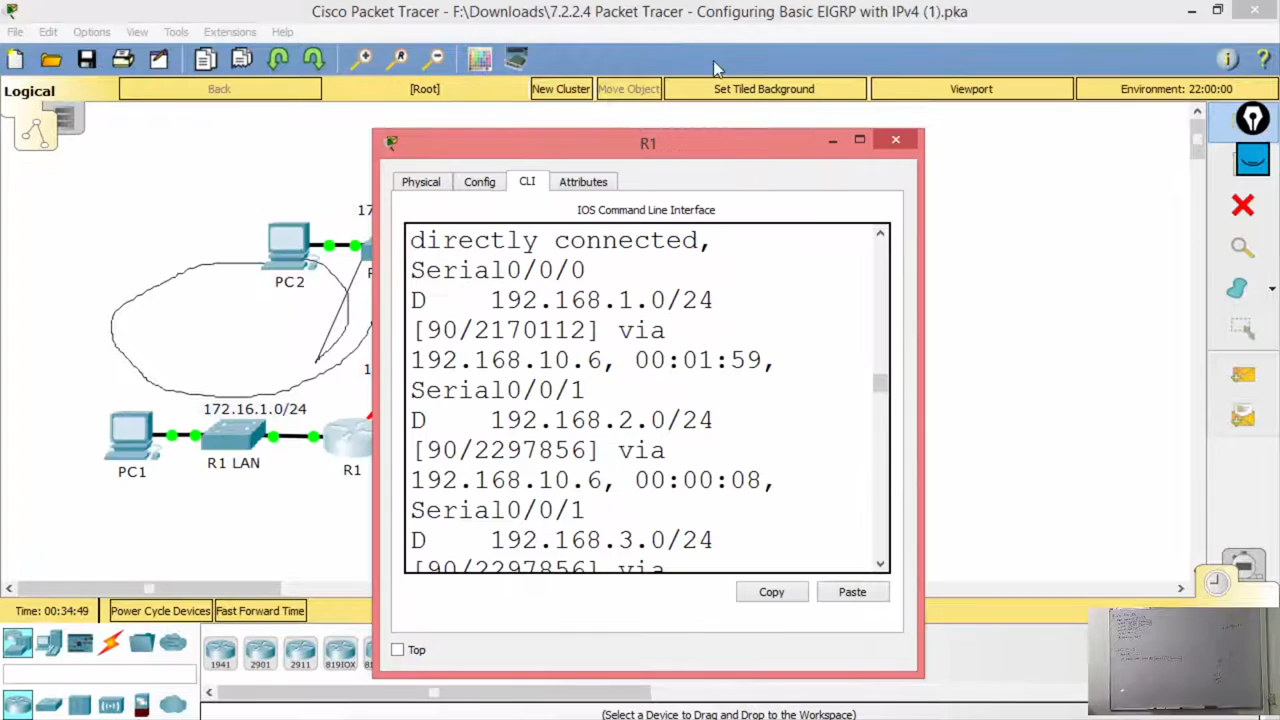 Cisco Packet Tracer - F:\Downloads\7.2.2.4 Packet Tracer - Configuring Basic EIGRP with IPv4 (1).pka
File Edit Options View Tools Extensions Help
Logical Back [Root] New Cluster Move Object Set Tiled Background Viewport Environment: 22:00:00
R1
Physical Config CLI Attributes
IOS Command Line Interface
directly connected,
Serial0/0/0
D 192.168.1.0/24
[90/2170112] via
192.168.10.6, 00:01:59,
Serial0/0/1
D 192.168.2.0/24
[90/2297856] via
192.168.10.6, 00:00:08,
Serial0/0/1
D 192.168.3.0/24
[90/2297856] via
Copy Paste
Top
17
PC2
1
172.16.1.0/24
PC1
R1 LAN
R1
Time: 00:34:49 Power Cycle Devices Fast Forward Time
1941 2901 2911 819IOX
(Select a Device to Drag and Drop to the Workspace)